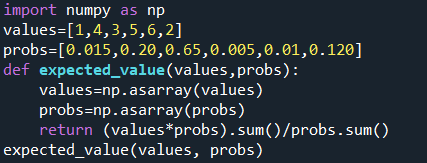 import numpy as np
values=[1,4,3,5,6,2]
probs=[0.015,0.20,0.65,0.005,0.01,0.120]
def expected_value(values,probs):
    values=np.asarray(values)
    probs=np.asarray(probs)
    return (values*probs).sum()/probs.sum()
expected_value(values, probs)